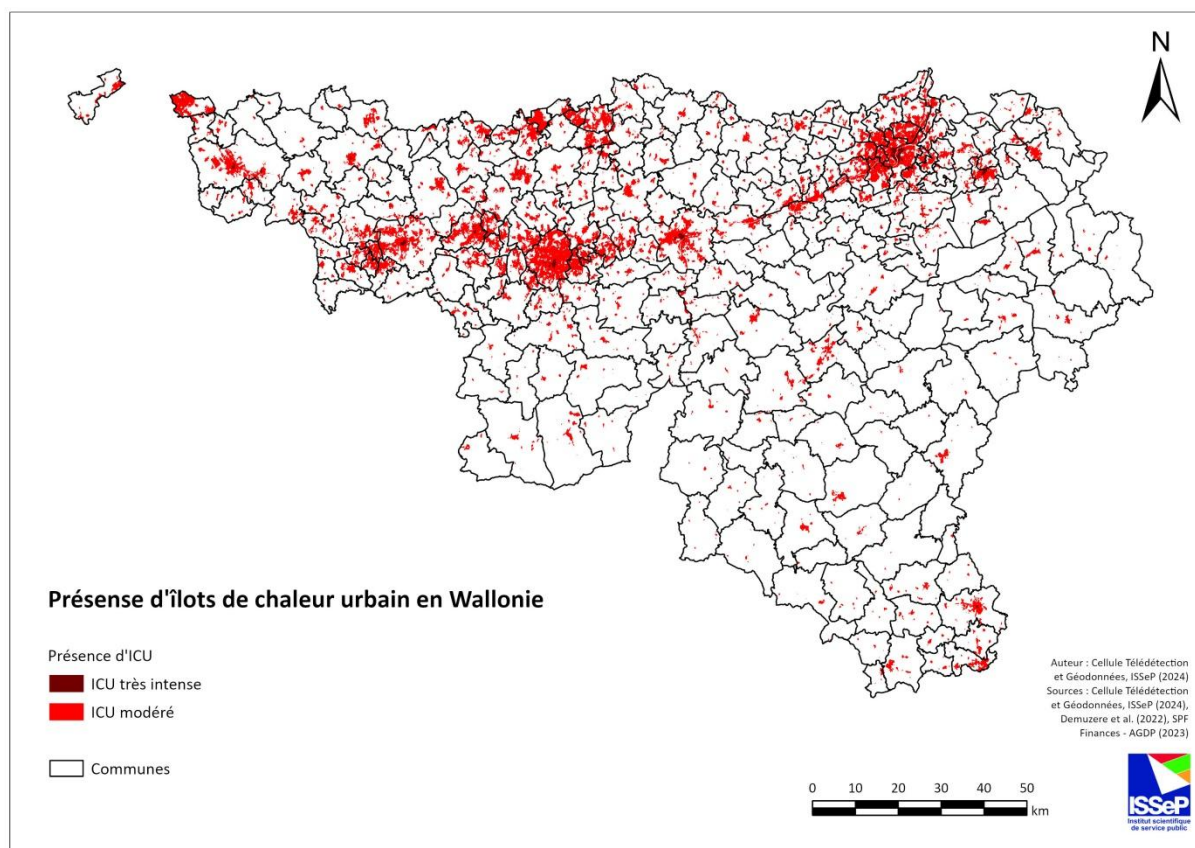 N
Présense d'îlots de chaleur urbain en Wallonie
Présence d'ICU
ICU très intense
ICU modéré
Communes
Auteur : Cellule Télédétection
et Géodonnées, ISSeP (2024)
Sources : Cellule Télédétection
et Géodonnées, ISSeP (2024),
Demuzere et al. (2022), SPF
Finances - AGDP (2023)
0 10 20 30 40 50
km
ISSeP
Institut scientifique
de service public